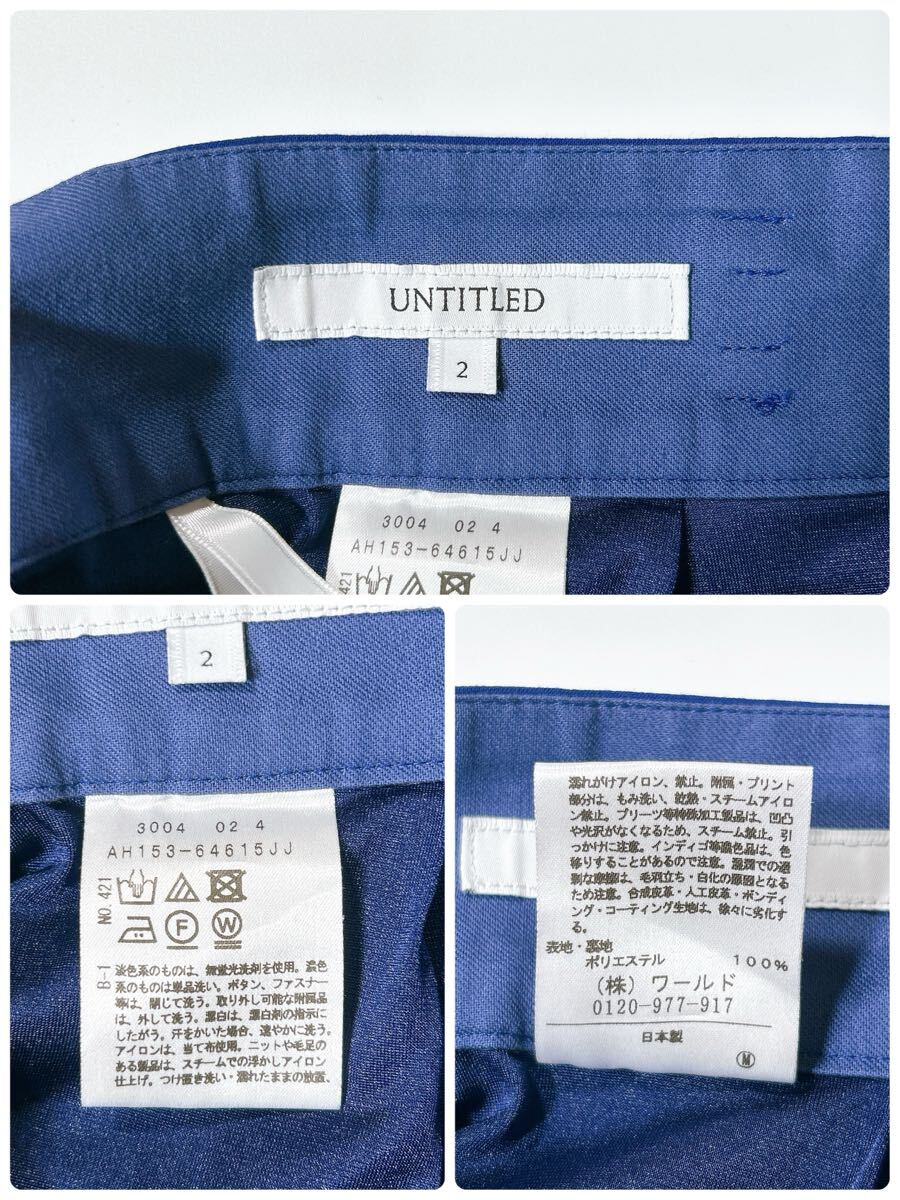 UNTITLED
2
3004 02 4
AH153-64615JJ
421
2
3004 02 4
AH153-64615JJ
NO.421
F
W
B-1
淡色系のものは、無蛍光洗剤を使用。濃色
系のものは単品洗い。ボタン、ファスナー
等は、閉じて洗う。取り外し可能な附属品
は、外して洗う。漂白は、漂白剤の指示に
したがう。汗をかいた場合、速やかに洗う。
アイロンは、当て布使用。ニットや毛足の
ある製品は、スチームでの浮かしアイロン
仕上げ。つけ置き洗い・濡れたままの放置、
濡れがけアイロン、禁止。附属・プリント
部分は、もみ洗い、乾熱・スチームアイロ
ン禁止。プリーツ等特殊加工製品は、凹凸
や光沢がなくなるため、スチーム禁止。引
っかけに注意。インディゴ等濃色品は、色
移りすることがあるので注意。湿潤での過
剰な摩擦は、毛羽立ち・白化の原因となる
ため注意。合成皮革・人工皮革・ボンディ
ング・コーティング生地は、徐々に劣化す
る。
表地・裏地
ポリエステル 100%
(株) ワールド
0120-977-917
日本製
M